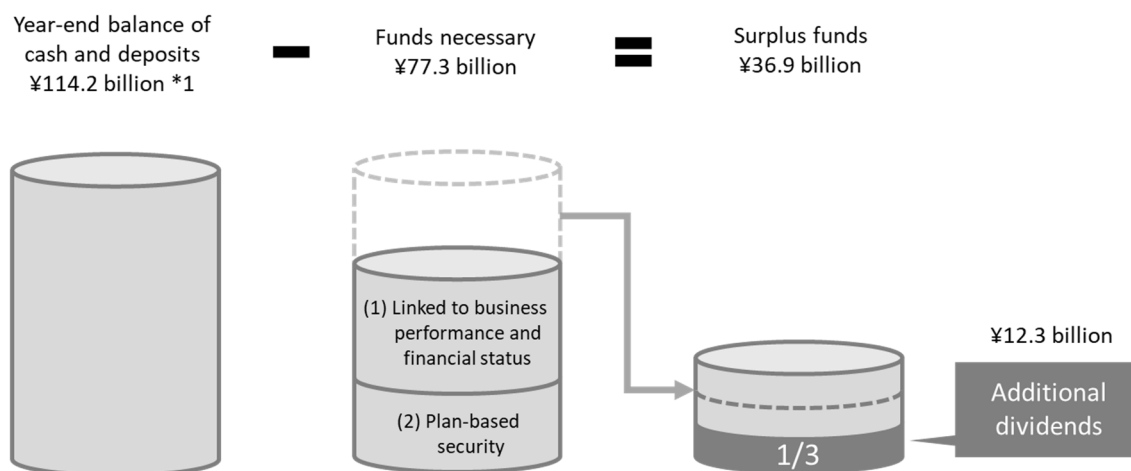 Year-end balance of
cash and deposits
¥114.2 billion *1
Funds necessary
¥77.3 billion
Surplus funds
¥36.9 billion
(1) Linked to business
performance and
financial status
(2) Plan-based
security
¥12.3 billion
Additional
dividends
1/3